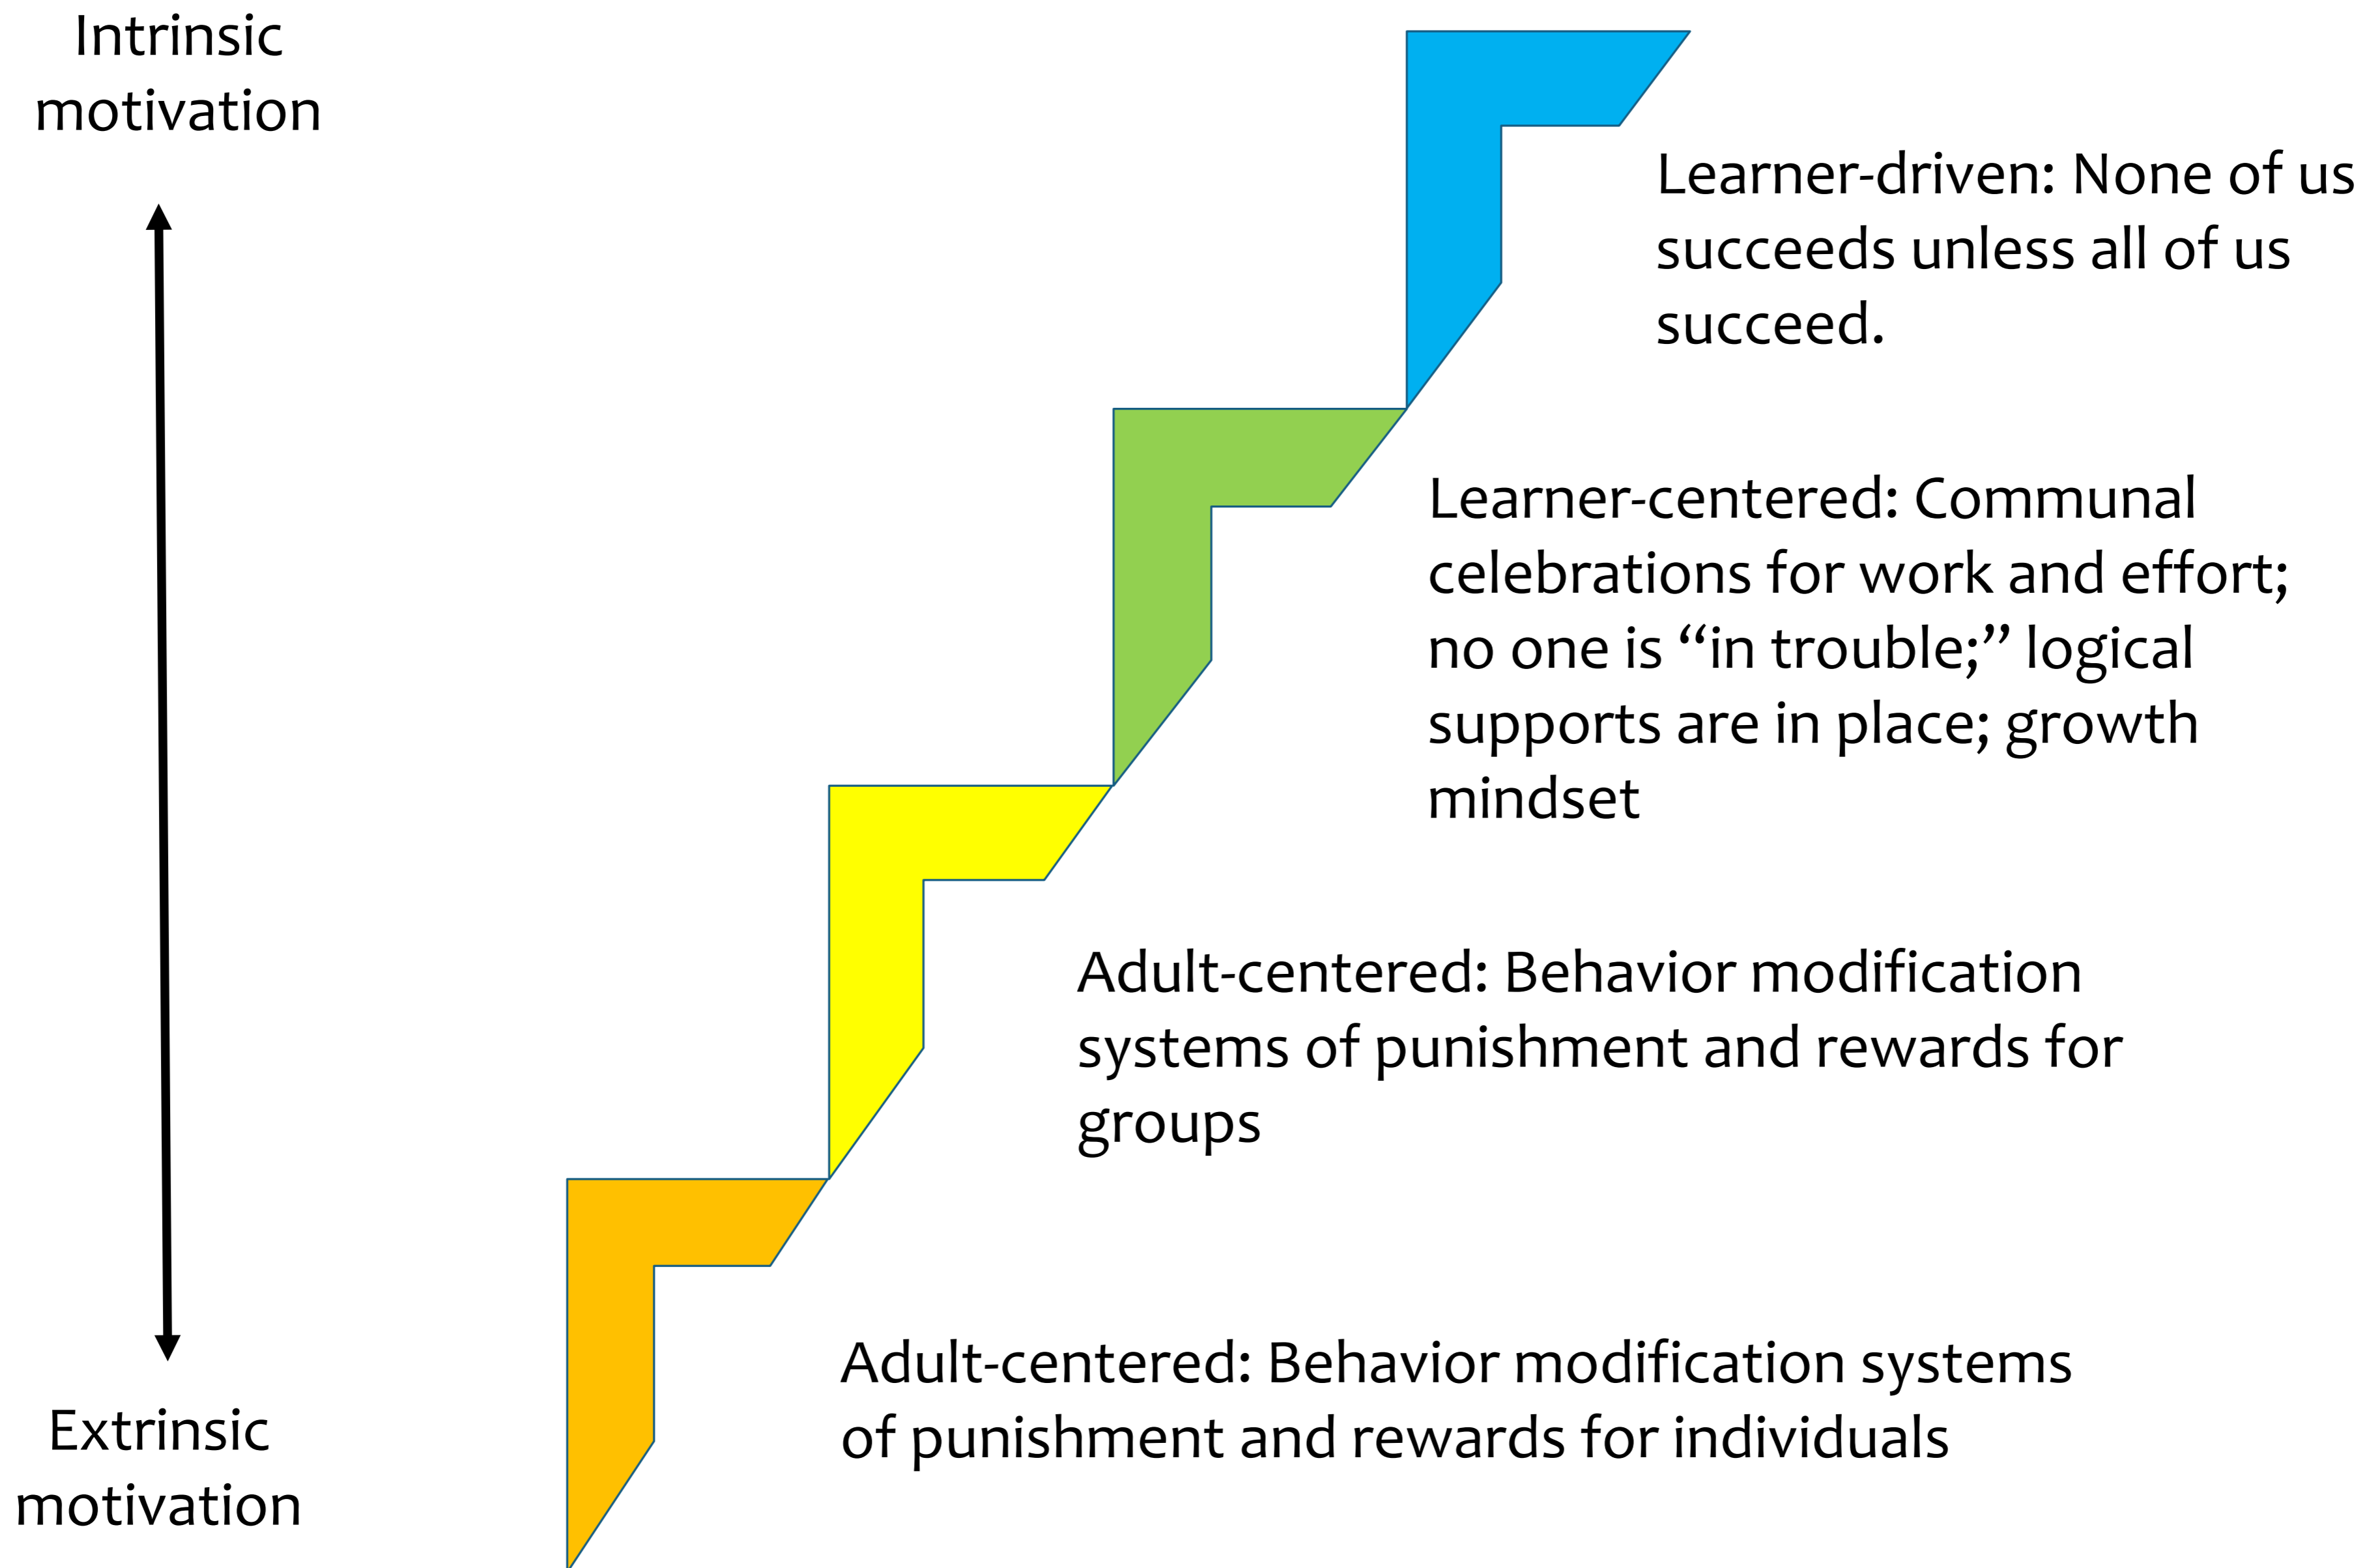 Intrinsic
motivation
Learner-driven: None of us
succeeds unless all of us
succeed.
Learner-centered: Communal
celebrations for work and effort;
no one is “in trouble;” logical
supports are in place; growth
mindset
Adult-centered: Behavior modification
systems of punishment and rewards for
groups
Adult-centered: Behavior modification systems
of punishment and rewards for individuals
Extrinsic
motivation